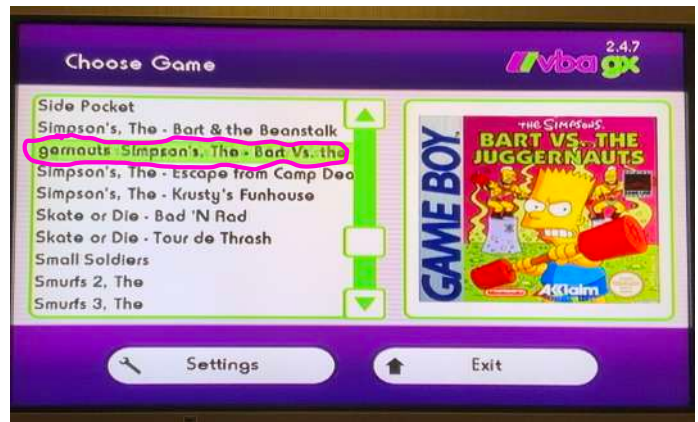 Choose Game
2.4.7
vba gx
Side Pocket
Simpson's, The - Bart & the Beanstalk
gernauts Simpson's, The - Bart Vs. the
Simpson's, The - Escape from Camp Dea
Simpson's, The - Krusty's Funhouse
Skate or Die - Bad 'N Rad
Skate or Die - Tour de Thrash
Small Soldiers
Smurfs 2, The
Smurfs 3, The
GAME BOY
THE SIMPSONS.
BART VS. THE
JUGGERNAUTS
Nintendo
AKlaim
Settings
Exit